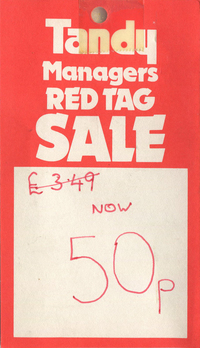 Tandy
Managers
RED TAG
SALE
£3.49
NOW
50p